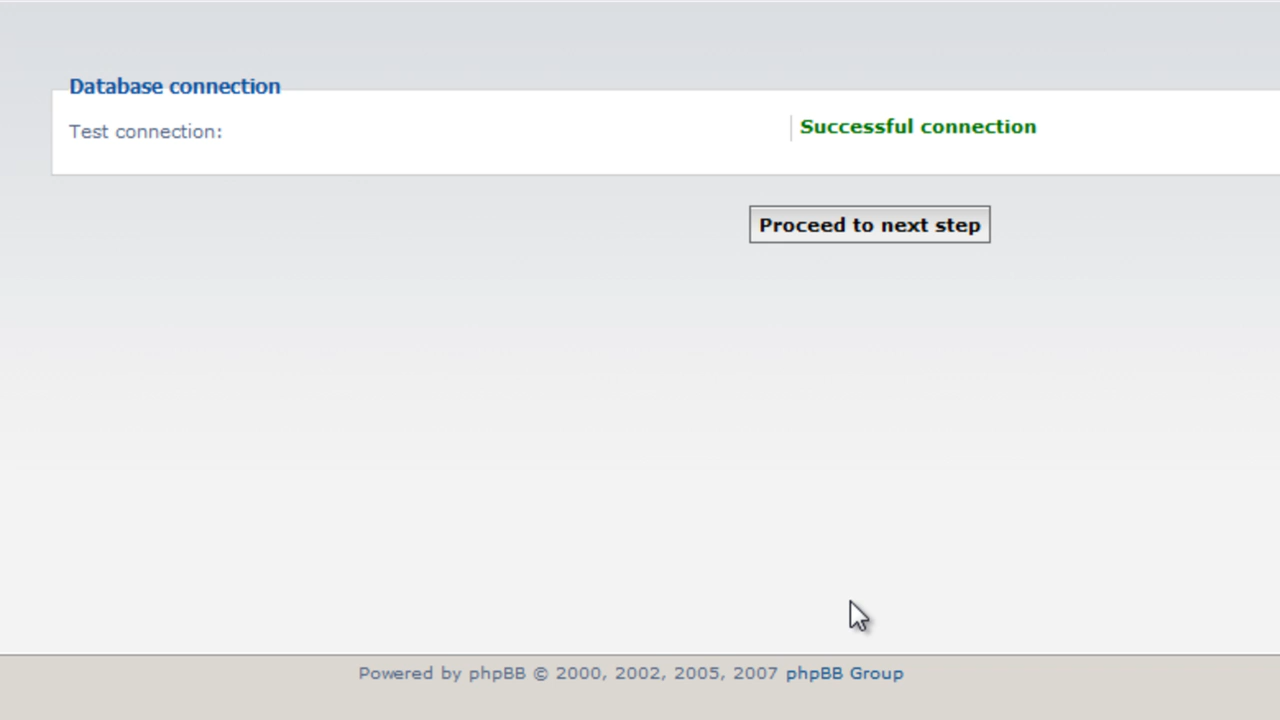 Database connection
Test connection:
Successful connection
Proceed to next step
Powered by phpBB © 2000, 2002, 2005, 2007 phpBB Group